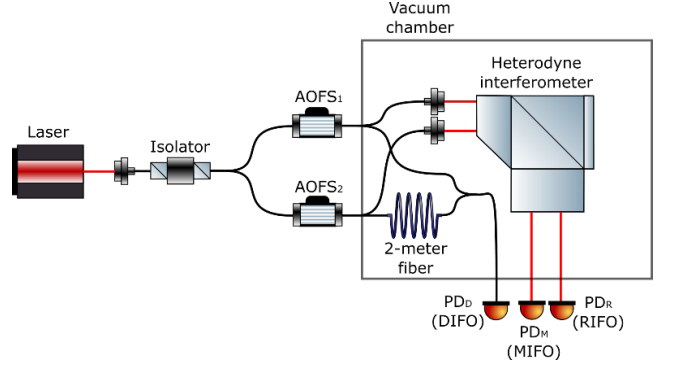 Vacuum
chamber
Heterodyne
interferometer
AOFS1
Laser
Isolator
AOFS2
2-meter
fiber
PDD
(DIFO)
PDM
(MIFO)
PDR
(RIFO)